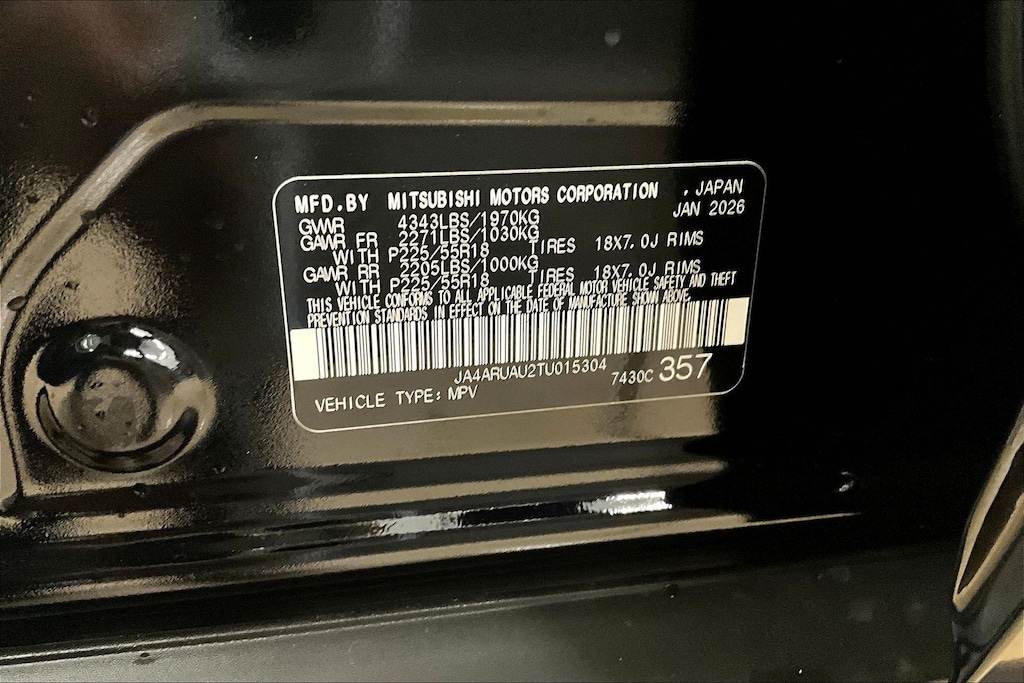 MFD.BY MITSUBISHI MOTORS CORPORATION , JAPAN
JAN 2026
GVWR 4343LBS/1970KG
GAWR FR 2271LBS/1030KG
WITH P225/55R18 TIRES 18X7.0J RIMS
GAWR RR 2205LBS/1000KG
WITH P225/55R18 TIRES 18X7.0J RIMS
THIS VEHICLE CONFORMS TO ALL APPLICABLE FEDERAL MOTOR VEHICLE SAFETY AND THEFT
PREVENTION STANDARDS IN EFFECT ON THE DATE OF MANUFACTURE SHOWN ABOVE.
JA4ARUAU2TU015304
7430C 357
VEHICLE TYPE: MPV